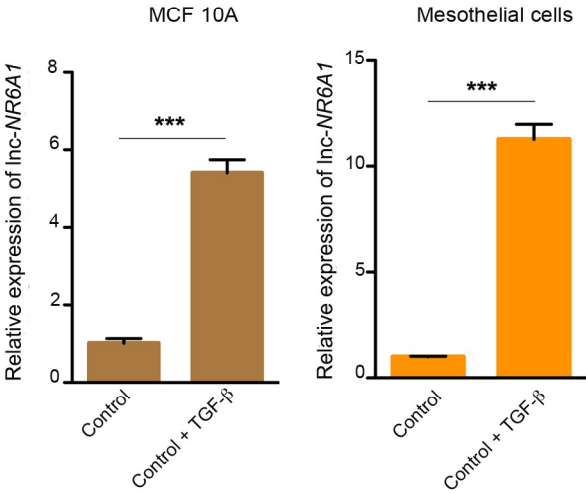 MCF 10A
Relative expression of lnc-NR6A1
8
6
4
2
0
***
Control
Control + TGF-β
Mesothelial cells
Relative expression of lnc-NR6A1
15
10
5
0
***
Control
Control + TGF-β